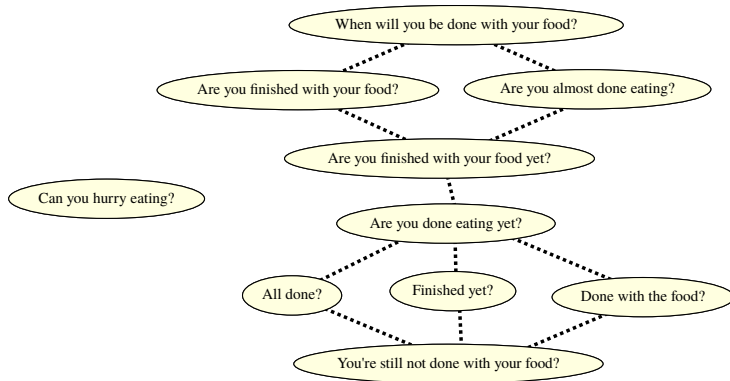 When will you be done with your food?
Are you finished with your food?
Are you almost done eating?
Are you finished with your food yet?
Can you hurry eating?
Are you done eating yet?
All done?
Finished yet?
Done with the food?
You're still not done with your food?